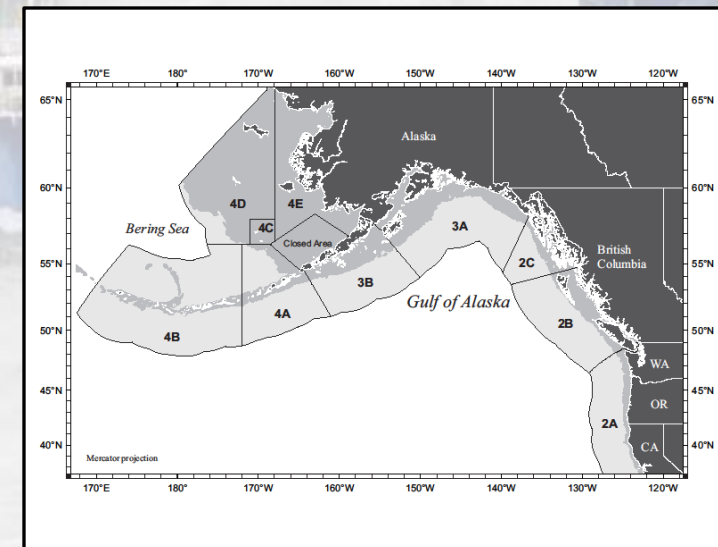 170°E 180° 170°W 160°W 150°W 140°W 130°W 120°W
65°N 65°N
Alaska
60°N 60°N
4D 4E
Bering Sea 4C 3A
Closed Area
British
Columbia
55°N 2C 55°N
3B
Gulf of Alaska
4A
2B
50°N 4B 50°N
WA
45°N 45°N
OR
2A
40°N CA 40°N
Mercator projection
170°E 180° 170°W 160°W 150°W 140°W 130°W 120°W